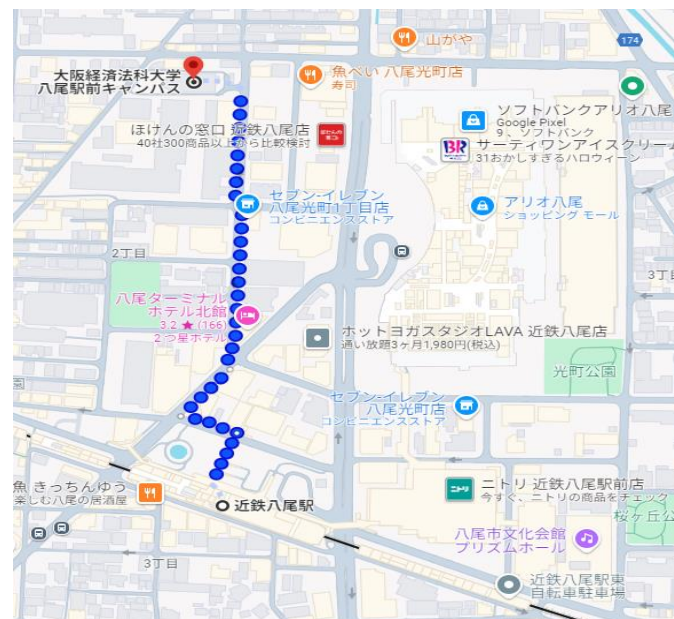 174
山がや
大阪経済法科大学
八尾駅前キャンパス
魚べい 八尾光町店
寿司
ソフトバンクアリオ八尾
Google Pixel
9 、ソフトバンク
ほけんの窓口 近鉄八尾店
40社300商品以上から比較検討
ほけんの窓口
BR
サーティワンアイスクリーム
31おかしすぎるハロウィーン
セブン-イレブン
八尾光町1丁目店
コンビニエンスストア
アリオ八尾
ショッピング モール
2丁目
3丁目
八尾ターミナル
ホテル北館
3.2 ★ (166)
2 つ星ホテル
ホットヨガスタジオLAVA 近鉄八尾店
通い放題3ヶ月1,980円(税込)
光町公園
園
セブン-イレブン
八尾光町店
コンビニエンスストア
魚 きっちんゆう
楽しむ八尾の居酒屋
近鉄八尾駅
ニトリ
ニトリ 近鉄八尾駅前店
今すぐ、ニトリの商品をチェック
桜ヶ丘公
八尾市文化会館
プリズムホール
3丁目
近鉄八尾駅東
自転車駐車場